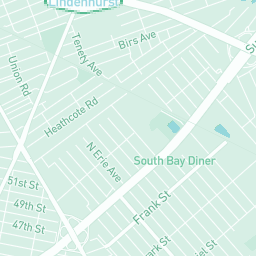 Lindenhurst
Birs Ave
Tenety Ave
Union Rd
Heathcote Rd
N Erie Ave
South Bay Diner
51st St
49th St
47th St
Frank St